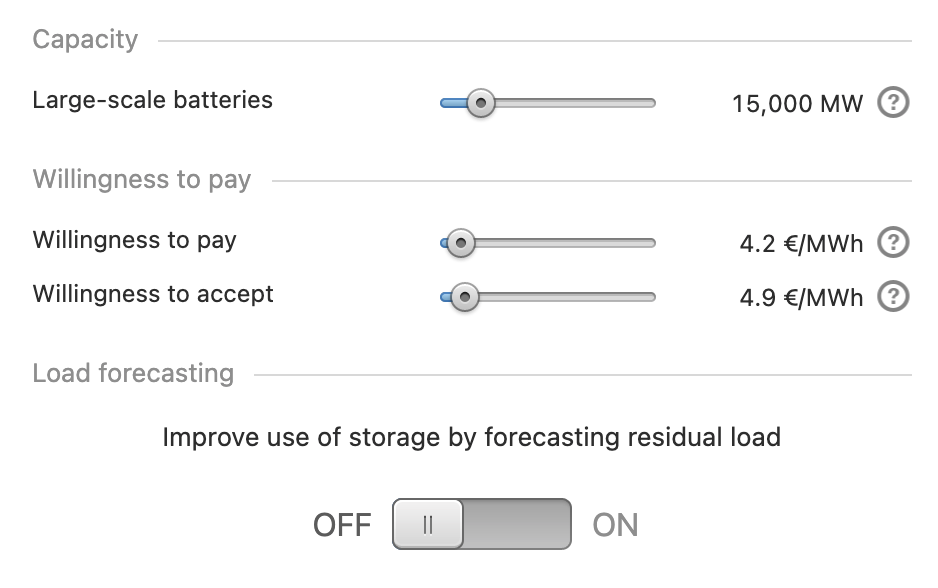 Capacity
Large-scale batteries 15,000 MW ?
Willingness to pay
Willingness to pay 4.2 €/MWh ?
Willingness to accept 4.9 €/MWh ?
Load forecasting
Improve use of storage by forecasting residual load
OFF ON